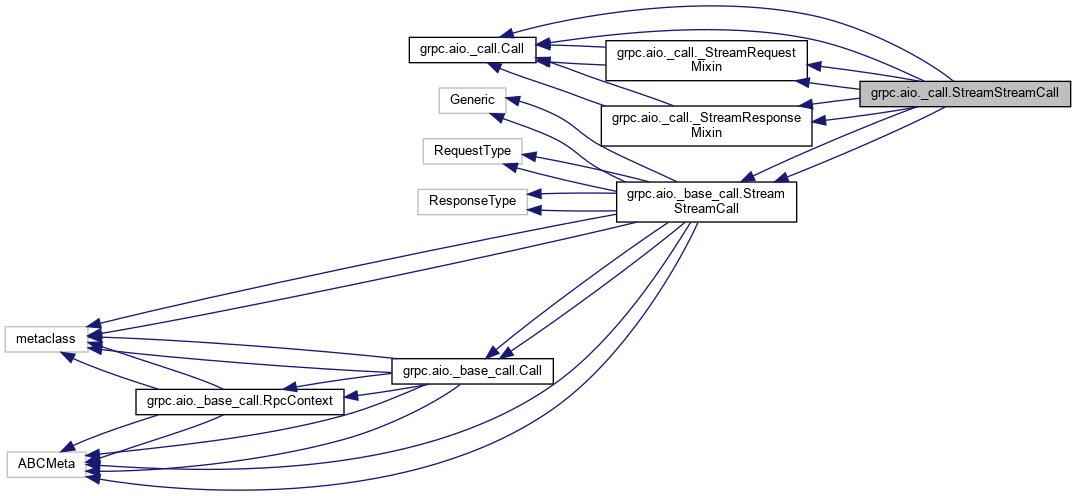 grpc.aio._call.Call
grpc.aio._call._StreamRequest
Mixin
grpc.aio._call.StreamStreamCall
Generic
grpc.aio._call._StreamResponse
Mixin
RequestType
ResponseType
grpc.aio._base_call.Stream
StreamCall
metaclass
grpc.aio._base_call.Call
grpc.aio._base_call.RpcContext
ABCMeta